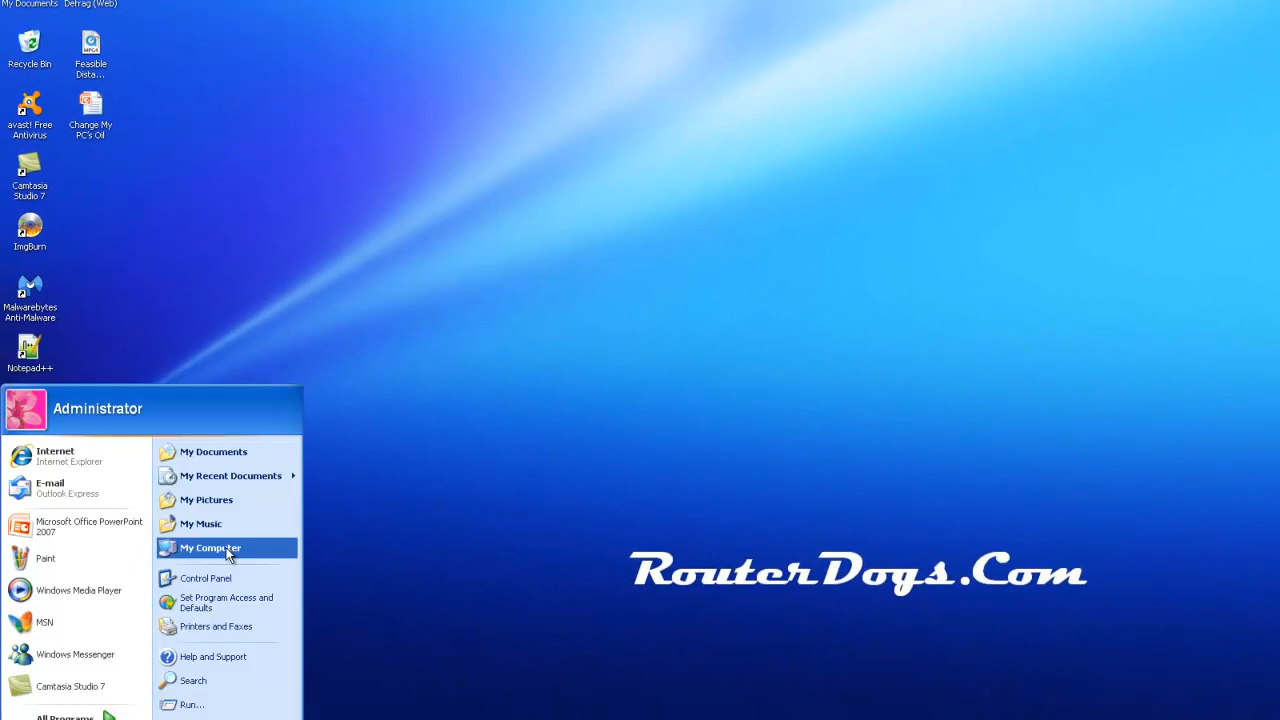 My Documents
Defrag (Web)
Recycle Bin
Feasible
Dista...
avast! Free
Antivirus
Change My
PC's Oil
Camtasia
Studio 7
ImgBurn
Malwarebytes
Anti-Malware
Notepad++
Administrator
Internet
Internet Explorer
E-mail
Outlook Express
Microsoft Office PowerPoint
2007
Paint
Windows Media Player
MSN
Windows Messenger
Camtasia Studio 7
All Programs
My Documents
My Recent Documents
My Pictures
My Music
My Computer
Control Panel
Set Program Access and
Defaults
Printers and Faxes
Help and Support
Search
Run...
RouterDogs.Com